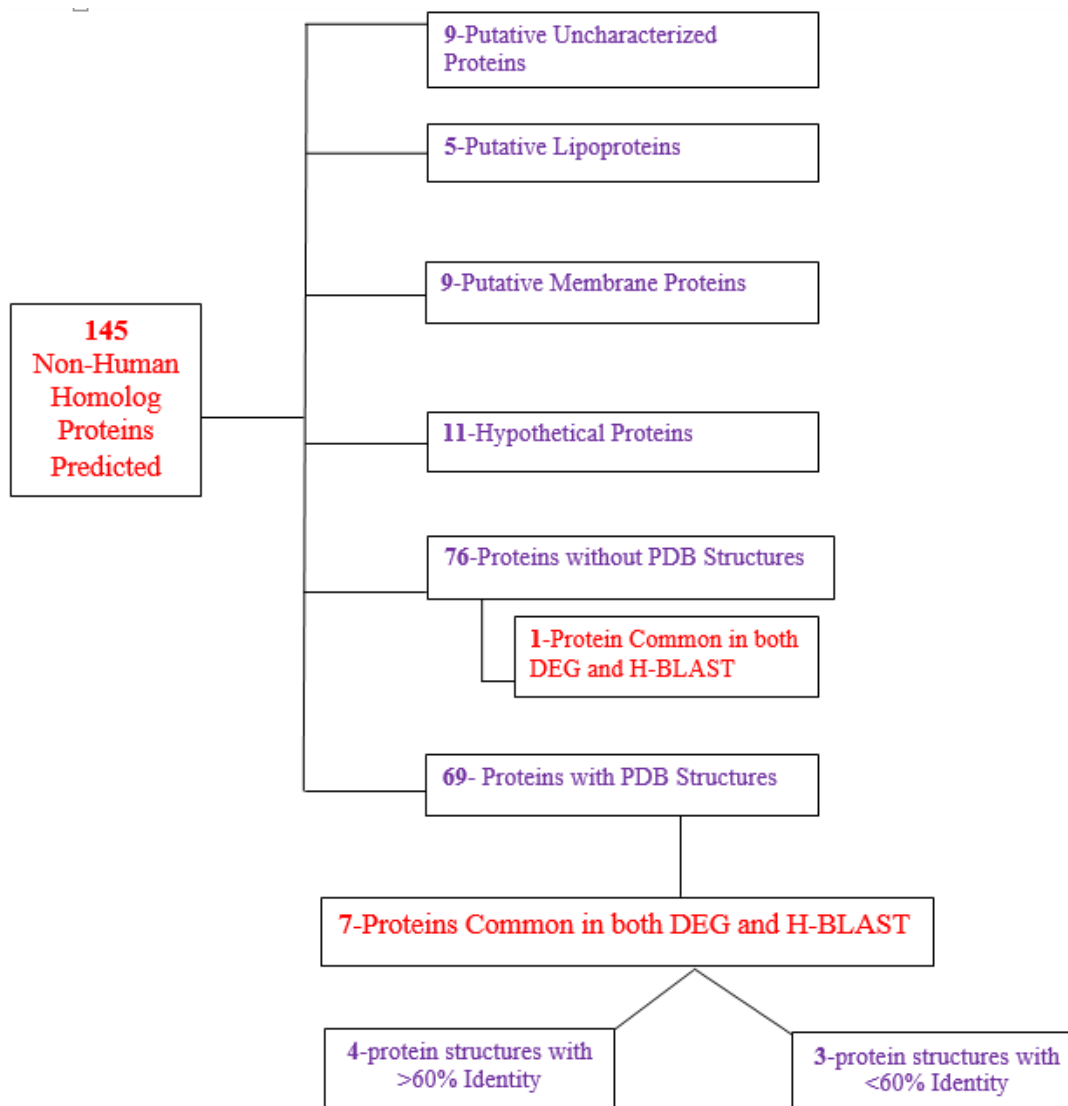 9-Putative Uncharacterized
Proteins
5-Putative Lipoproteins
9-Putative Membrane Proteins
145
Non-Human
Homolog
Proteins
Predicted
11-Hypothetical Proteins
76-Proteins without PDB Structures
1-Protein Common in both
DEG and H-BLAST
69- Proteins with PDB Structures
7-Proteins Common in both DEG and H-BLAST
4-protein structures with
>60% Identity
3-protein structures with
<60% Identity